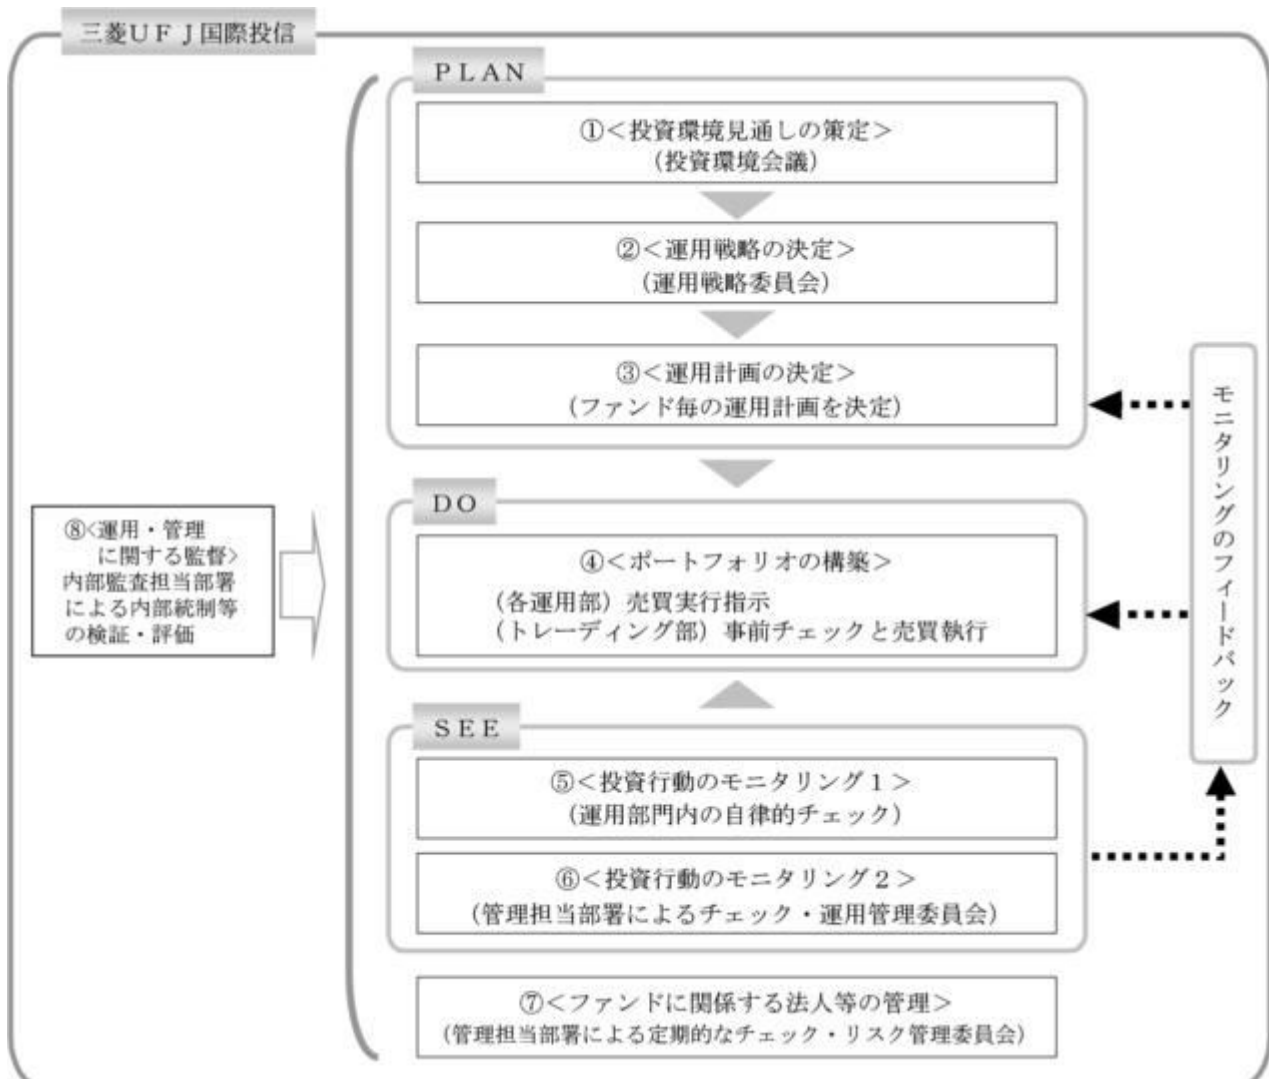 三菱ＵＦＪ国際投信
ＰＬＡＮ
①＜投資環境見通しの策定＞
（投資環境会議）
②＜運用戦略の決定＞
（運用戦略委員会）
③＜運用計画の決定＞
（ファンド毎の運用計画を決定）
ＤＯ
④＜ポートフォリオの構築＞
（各運用部）売買実行指示
（トレーディング部）事前チェックと売買執行
ＳＥＥ
⑤＜投資行動のモニタリング１＞
（運用部門内の自律的チェック）
⑥＜投資行動のモニタリング２＞
（管理担当部署によるチェック・運用管理委員会）
⑦＜ファンドに関係する法人等の管理＞
（管理担当部署による定期的なチェック・リスク管理委員会）
⑧＜運用・管理
に関する監督＞
内部監査担当部署
による内部統制等
の検証・評価
モニタリングのフィードバック